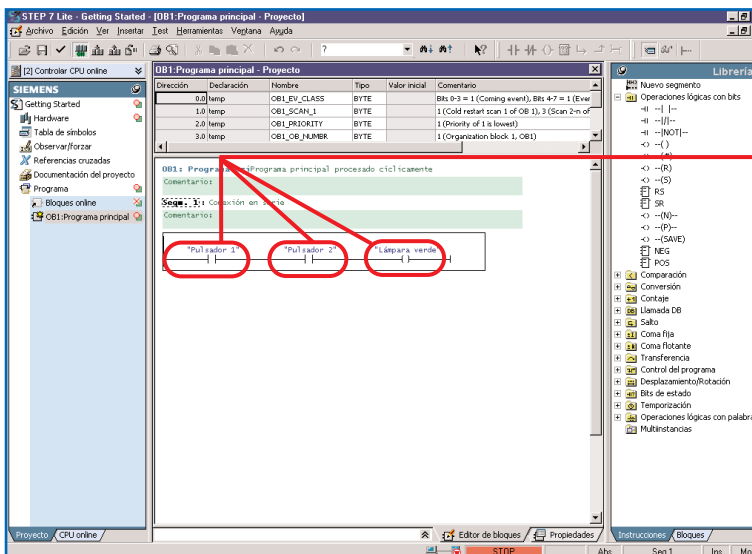 STEP 7 Lite - Getting Started - [OB1:Programa principal - Proyecto]
Archivo Edición Ver Insertar Test Herramientas Ventana Ayuda
?
[2] Controlar CPU online
SIEMENS
Getting Started
Hardware
Tabla de símbolos
Observar/forzar
Referencias cruzadas
Documentación del proyecto
Programa
Bloques online
OB1:Programa principal
Proyecto
CPU online
OB1:Programa principal - Proyecto
Dirección Declaración Nombre Tipo Valor inicial Comentario
0.0 temp OB1_EV_CLASS BYTE Bits 0-3 = 1 (Coming event), Bits 4-7 = 1 (Ever
1.0 temp OB1_SCAN_1 BYTE 1 (Cold restart scan 1 of OB 1), 3 (Scan 2-n of
2.0 temp OB1_PRIORITY BYTE 1 (Priority of 1 is lowest)
3.0 temp OB1_OB_NUMBR BYTE 1 (Organization block 1, OB1)
OB1: Programa Programa principal procesado cíclicamente
Comentario:
Segm. 1: Conexión en serie
Comentario:
"Pulsador 1" "Pulsador 2" "Lámpara verde"
Editor de bloques
Propiedades
Librería
Nuevo segmento
Operaciones lógicas con bits
--| |--
--|/|--
--|NOT|--
--( )
--(#)
--(R)
--(S)
RS
SR
--(N)--
--(P)--
--(SAVE)
NEG
POS
Comparación
Conversión
Contaje
Llamada DB
Salto
Coma fija
Coma flotante
Transferencia
Control del programa
Desplazamiento/Rotación
Bits de estado
Temporización
Operaciones lógicas con palabra
Multiinstancias
Instrucciones
Bloques
STOP Abs Seg 1 Ins Mo